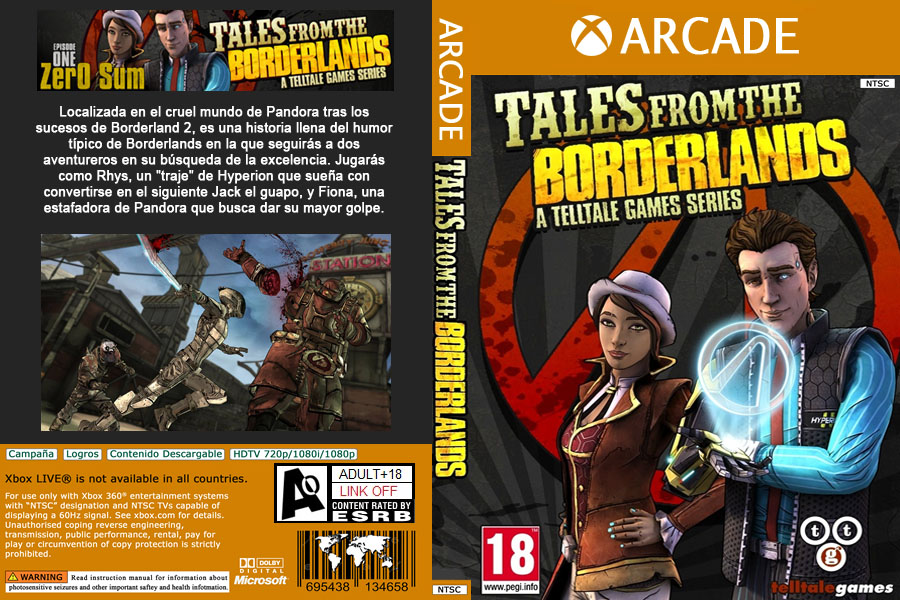 EPISODE
ONE
Zer0 Sum
TALES FROM THE
BORDERLANDS
A TELLTALE GAMES SERIES
Localizada en el cruel mundo de Pandora tras los
sucesos de Borderland 2, es una historia llena del humor
típico de Borderlands en la que seguirás a dos
aventureros en su búsqueda de la excelencia. Jugarás
como Rhys, un "traje" de Hyperion que sueña con
convertirse en el siguiente Jack el guapo, y Fiona, una
estafadora de Pandora que busca dar su mayor golpe.
STATION
Campaña Logros Contenido Descargable HDTV 720p/1080i/1080p
Xbox LIVE® is not available in all countries.
For use only with Xbox 360® entertainment systems
with "NTSC" designation and NTSC TVs capable of
displaying a 60Hz signal. See xbox.com for details.
Unauthorised coping reverse engineering,
transmission, public performance, rental, pay for
play or circumvention of copy protection is strictly
prohibited.
WARNING Read instruction manual for information about
photosensitive seizures and other important saftey and health infotmation.
DOLBY
DIGITAL
Microsoft
AO
ADULT+18
LINK OFF
CONTENT RATED BY
ESRB
695438 134658
ARCADE
TALES FROM THE BORDERLANDS
NTSC
ARCADE
NTSC
TALES FROM THE
BORDERLANDS
A TELLTALE GAMES SERIES
HYPER
18
www.pegi.info
t t
g
telltalegames